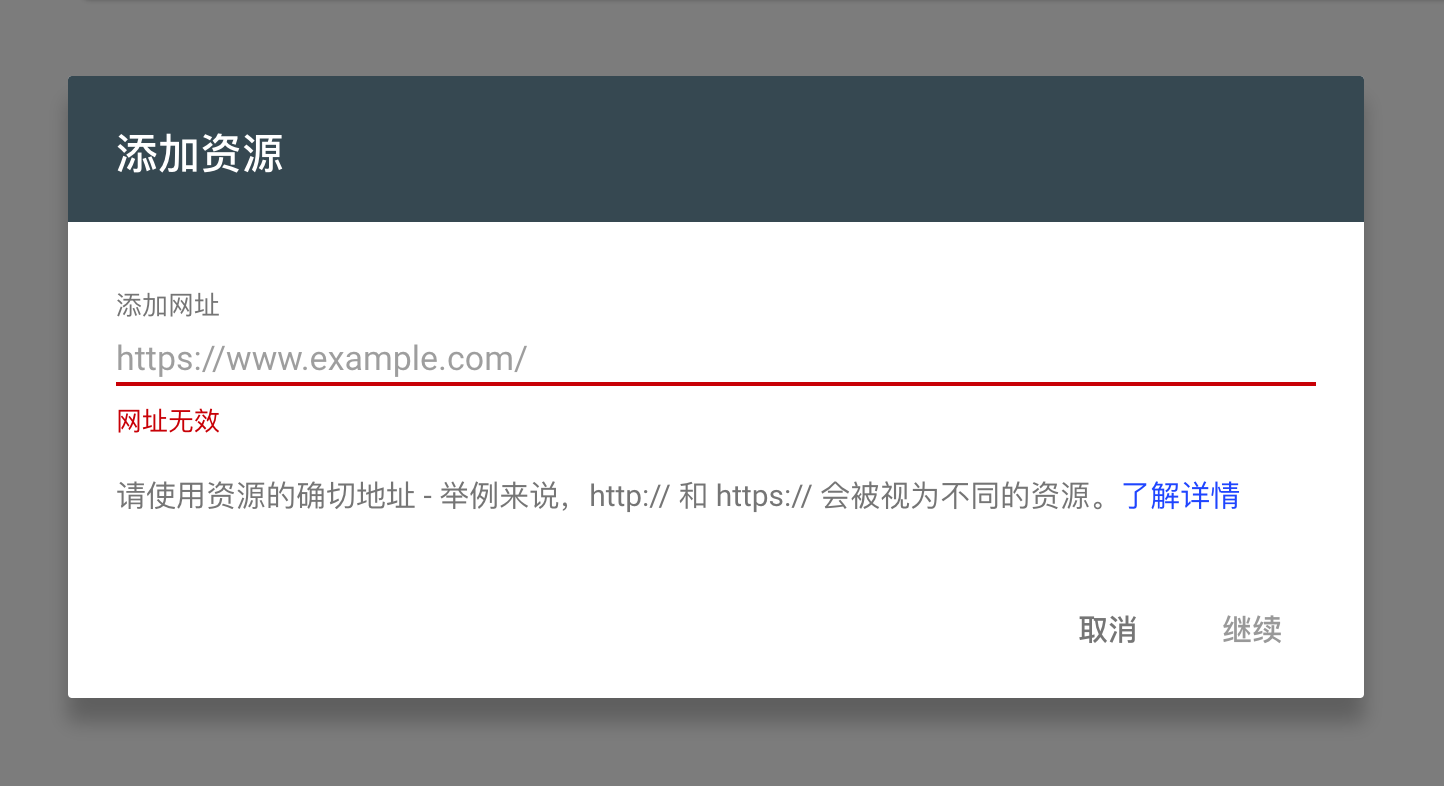 添加资源
添加网址
https://www.example.com/
网址无效
请使用资源的确切地址 - 举例来说，http:// 和 https:// 会被视为不同的资源。了解详情
取消 继续